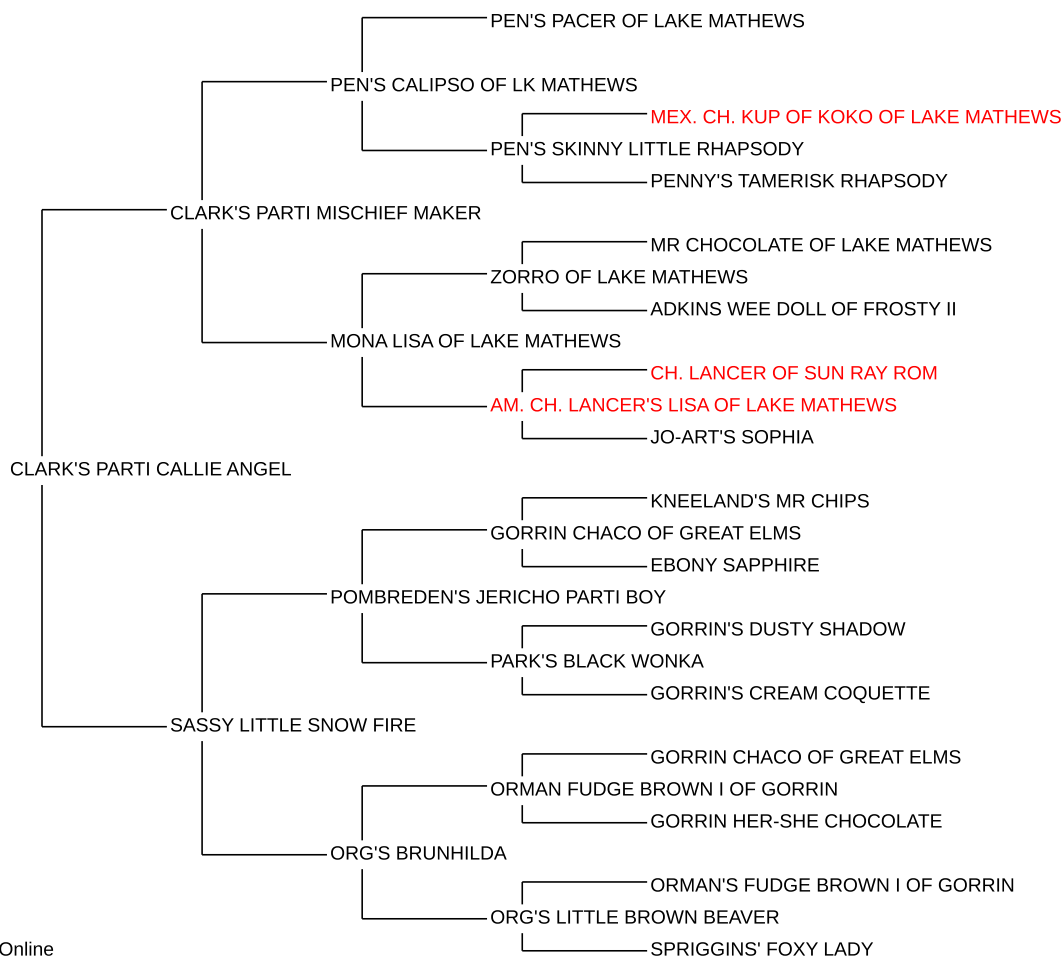 PEN'S PACER OF LAKE MATHEWS
PEN'S CALIPSO OF LK MATHEWS
MEX. CH. KUP OF KOKO OF LAKE MATHEWS
PEN'S SKINNY LITTLE RHAPSODY
PENNY'S TAMERISK RHAPSODY
CLARK'S PARTI MISCHIEF MAKER
MR CHOCOLATE OF LAKE MATHEWS
ZORRO OF LAKE MATHEWS
ADKINS WEE DOLL OF FROSTY II
MONA LISA OF LAKE MATHEWS
CH. LANCER OF SUN RAY ROM
AM. CH. LANCER'S LISA OF LAKE MATHEWS
JO-ART'S SOPHIA
CLARK'S PARTI CALLIE ANGEL
KNEELAND'S MR CHIPS
GORRIN CHACO OF GREAT ELMS
EBONY SAPPHIRE
POMBREDEN'S JERICHO PARTI BOY
GORRIN'S DUSTY SHADOW
PARK'S BLACK WONKA
GORRIN'S CREAM COQUETTE
SASSY LITTLE SNOW FIRE
GORRIN CHACO OF GREAT ELMS
ORMAN FUDGE BROWN I OF GORRIN
GORRIN HER-SHE CHOCOLATE
ORG'S BRUNHILDA
ORMAN'S FUDGE BROWN I OF GORRIN
ORG'S LITTLE BROWN BEAVER
SPRIGGINS' FOXY LADY
Online